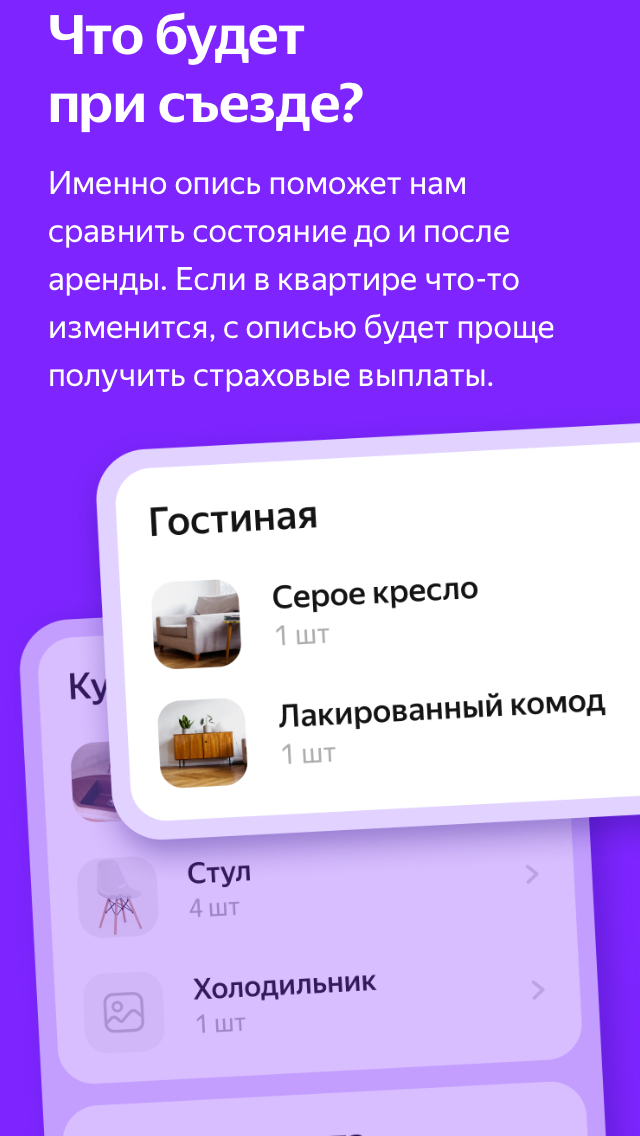 Что будет
при съезде?
Именно опись поможет нам
сравнить состояние до и после
аренды. Если в квартире что-то
изменится, с описью будет проще
получить страховые выплаты.
Гостиная
Серое кресло
1 шт
Лакированный комод
1 шт
Ку
Стул
4 шт
Холодильник
1 шт